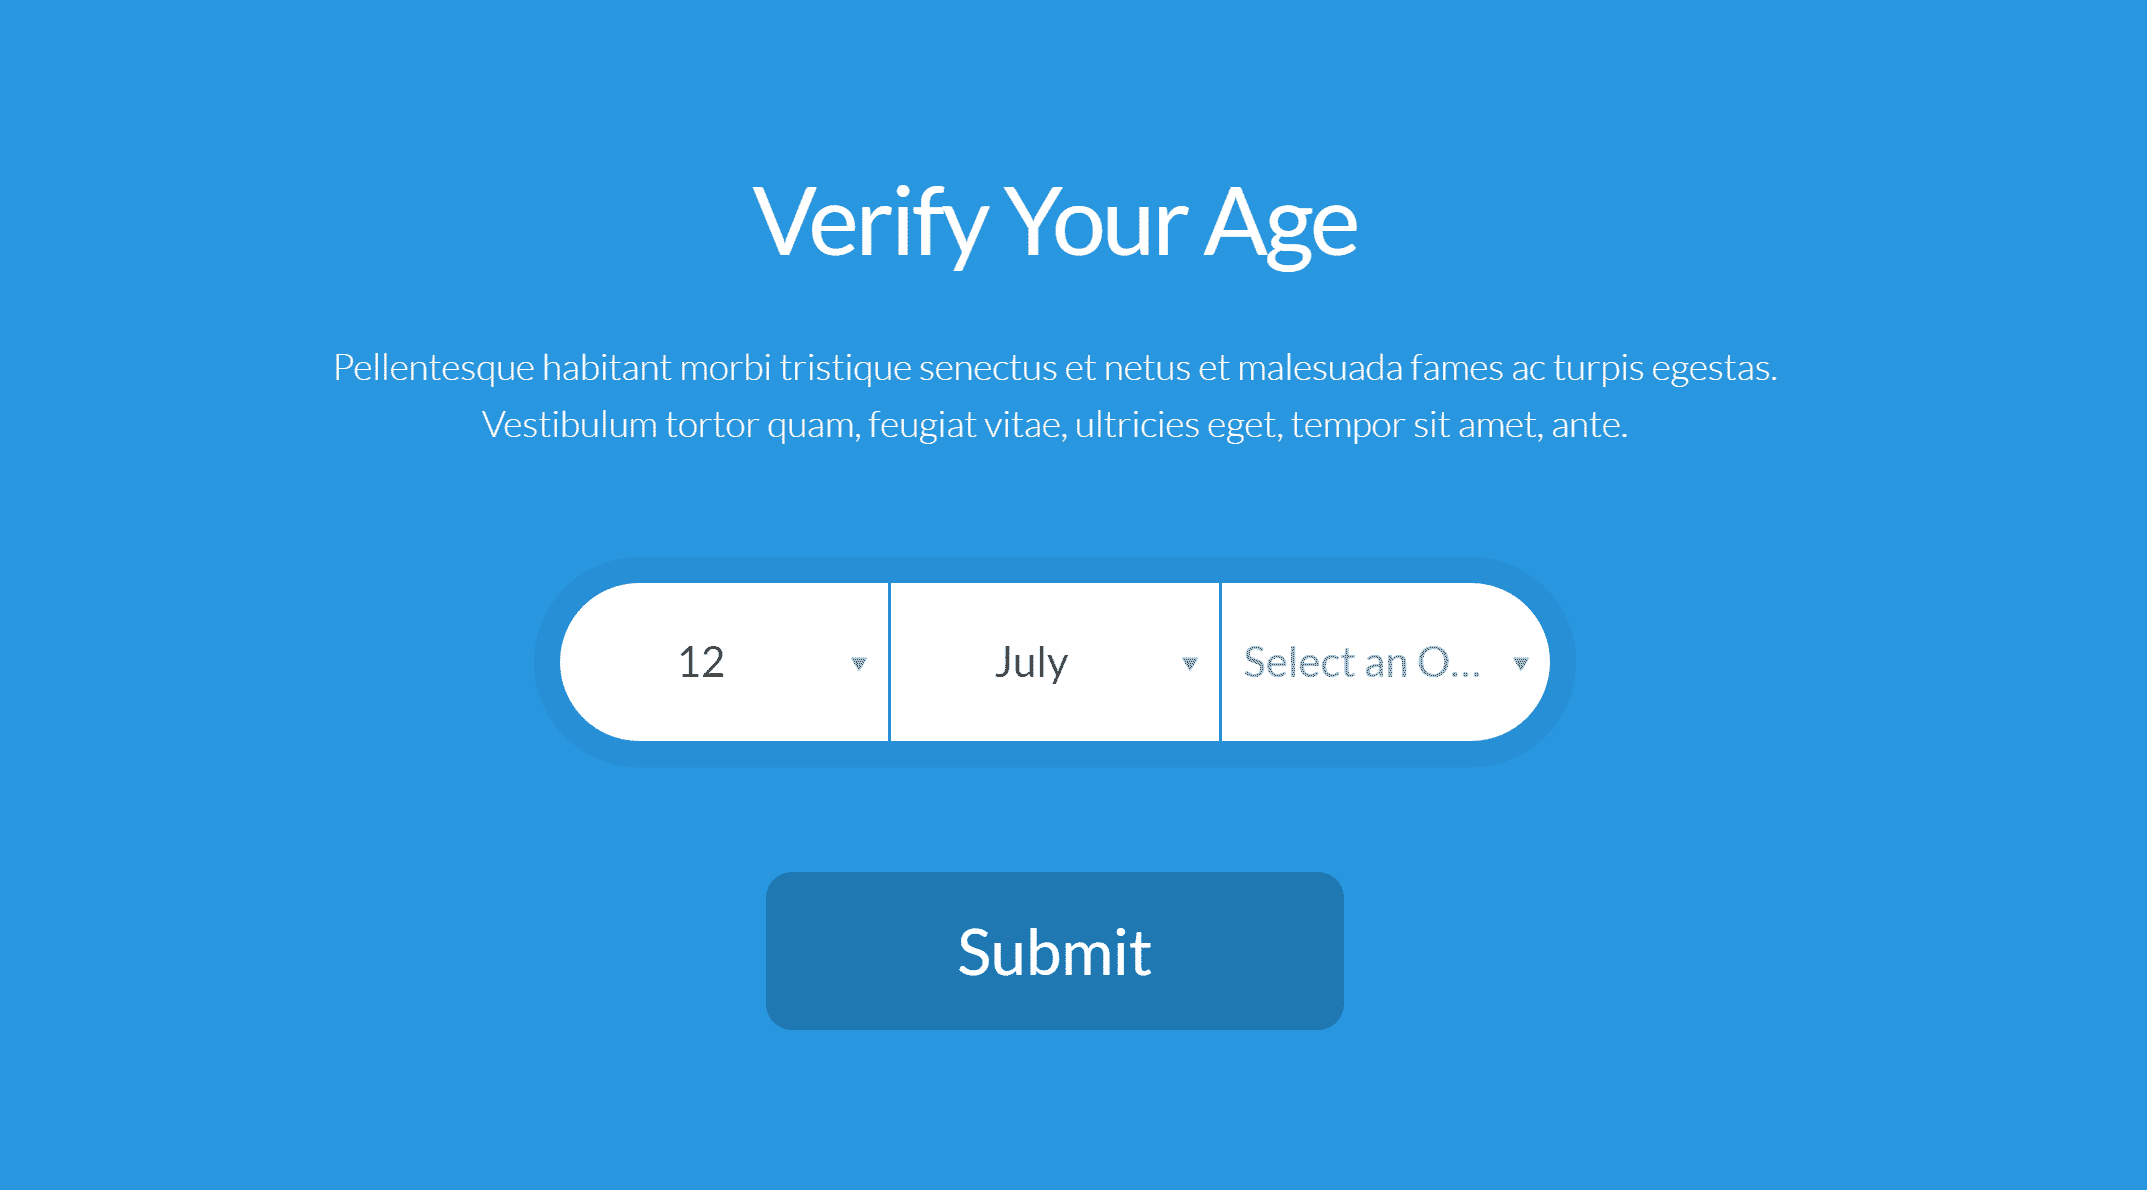 Verify Your Age
Pellentesque habitant morbi tristique senectus et netus et malesuada fames ac turpis egestas.
Vestibulum tortor quam, feugiat vitae, ultricies eget, tempor sit amet, ante.
12 July Select an O...
Submit